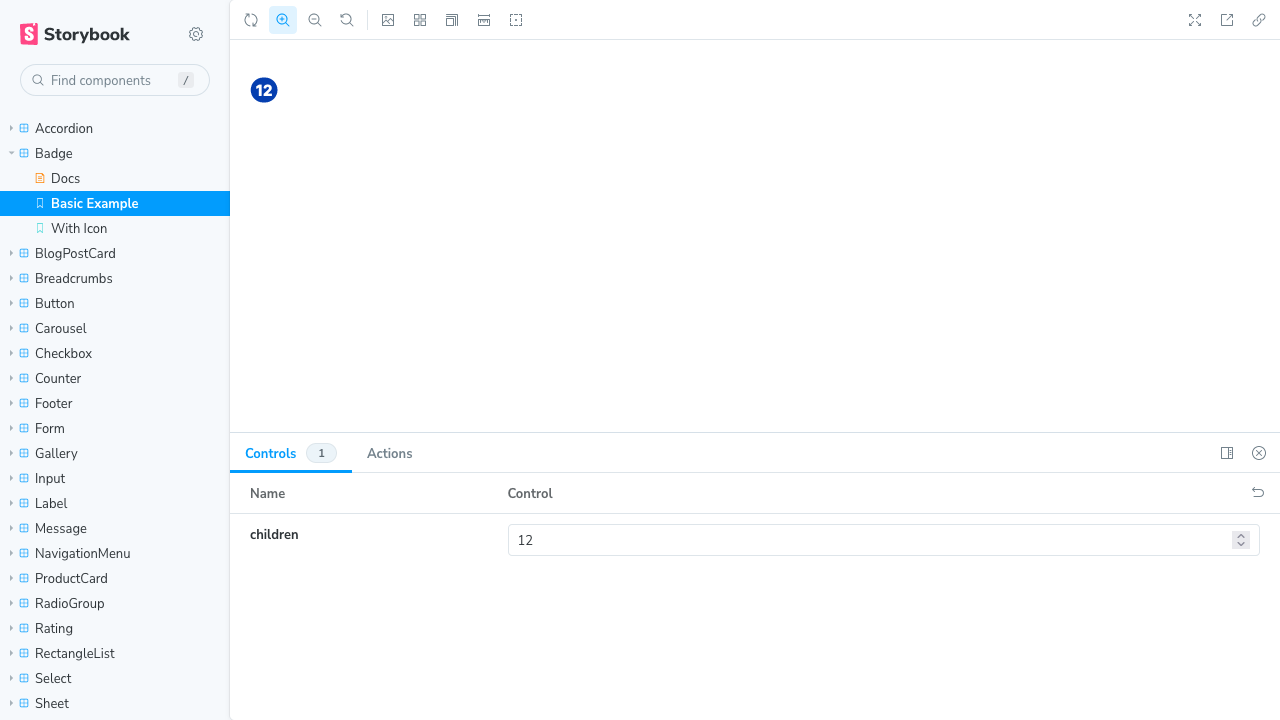 Storybook
Find components
/
Accordion
Badge
Docs
Basic Example
With Icon
BlogPostCard
Breadcrumbs
Button
Carousel
Checkbox
Counter
Footer
Form
Gallery
Input
Label
Message
NavigationMenu
ProductCard
RadioGroup
Rating
RectangleList
Select
Sheet
12
Controls 1 Actions
Name Control
children 12